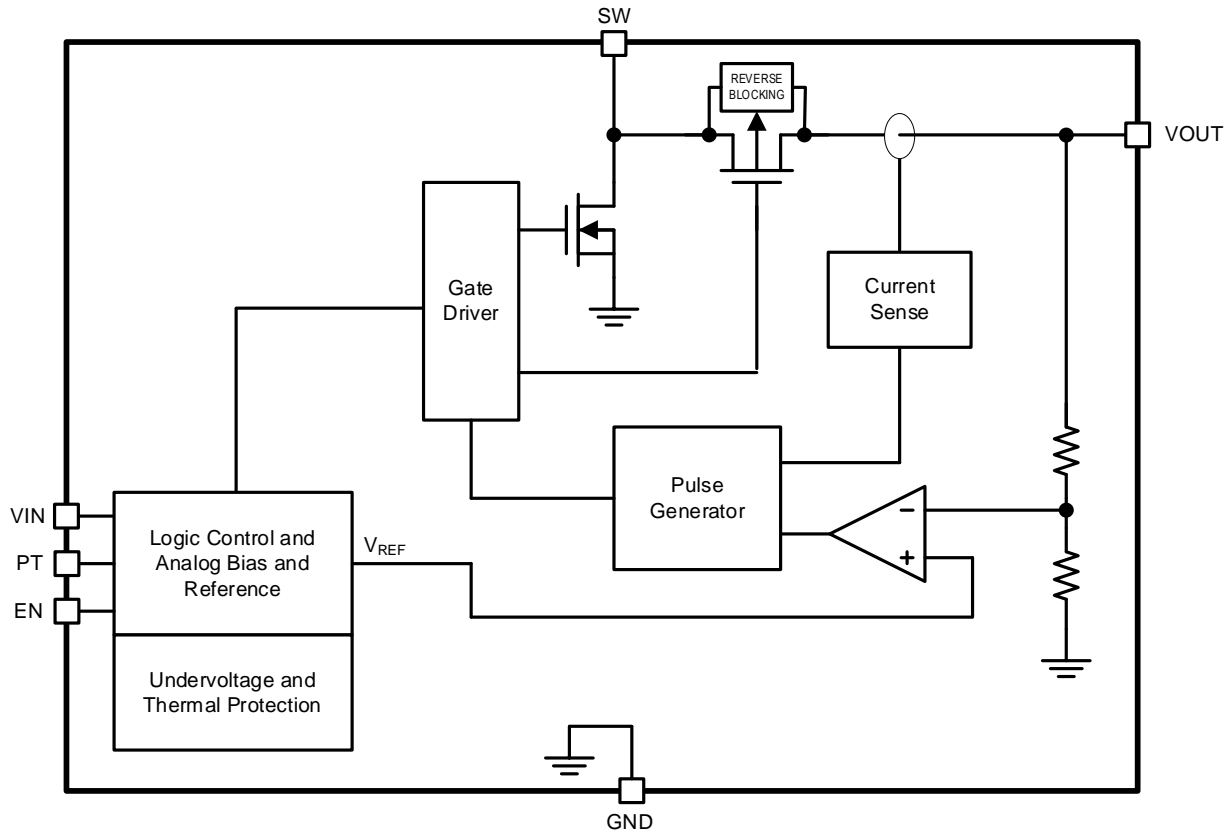 SW
REVERSE
BLOCKING
VOUT
Gate
Driver
Current
Sense
Pulse
Generator
VIN
PT
EN
Logic Control and
Analog Bias and
Reference
VREF
-
+
Undervoltage and
Thermal Protection
GND